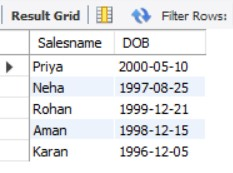 Result Grid Filter Rows:
Salesname DOB
Priya 2000-05-10
Neha 1997-08-25
Rohan 1999-12-21
Aman 1998-12-15
Karan 1996-12-05